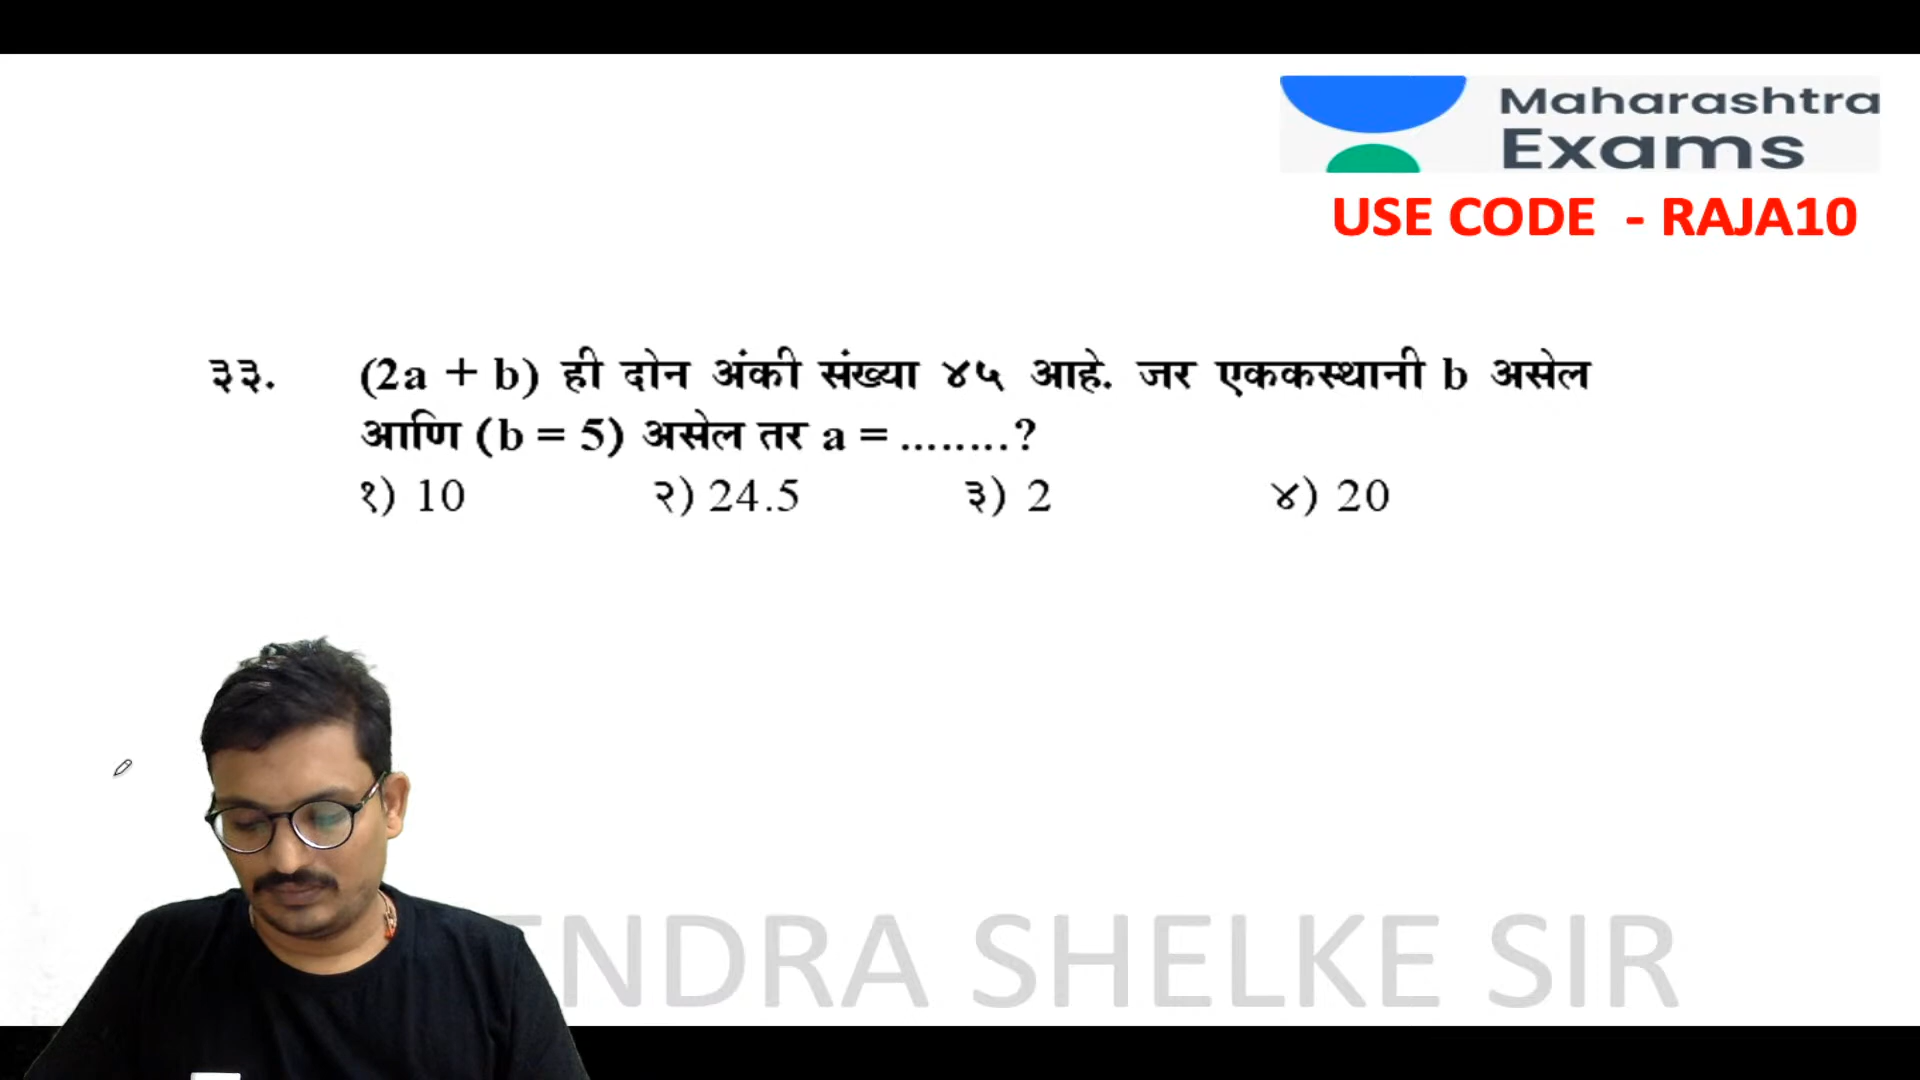 Maharashtra
Exams
USE CODE - RAJA10
३३. (2a + b) ही दोन अंकी संख्या ४५ आहे. जर एककस्थानी b असेल
आणि (b = 5) असेल तर a = ........?
१) 10 २) 24.5 ३) 2 ४) 20
NDRA SHELKE SIR